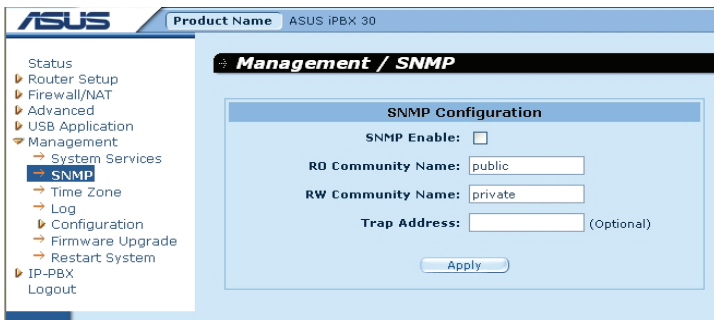 ASUS
Product Name ASUS iPBX 30
Status
Router Setup
Firewall/NAT
Advanced
USB Application
Management
System Services
SNMP
Time Zone
Log
Configuration
Firmware Upgrade
Restart System
IP-PBX
Logout
Management / SNMP
SNMP Configuration
SNMP Enable:
RO Community Name: public
RW Community Name: private
Trap Address: (Optional)
Apply